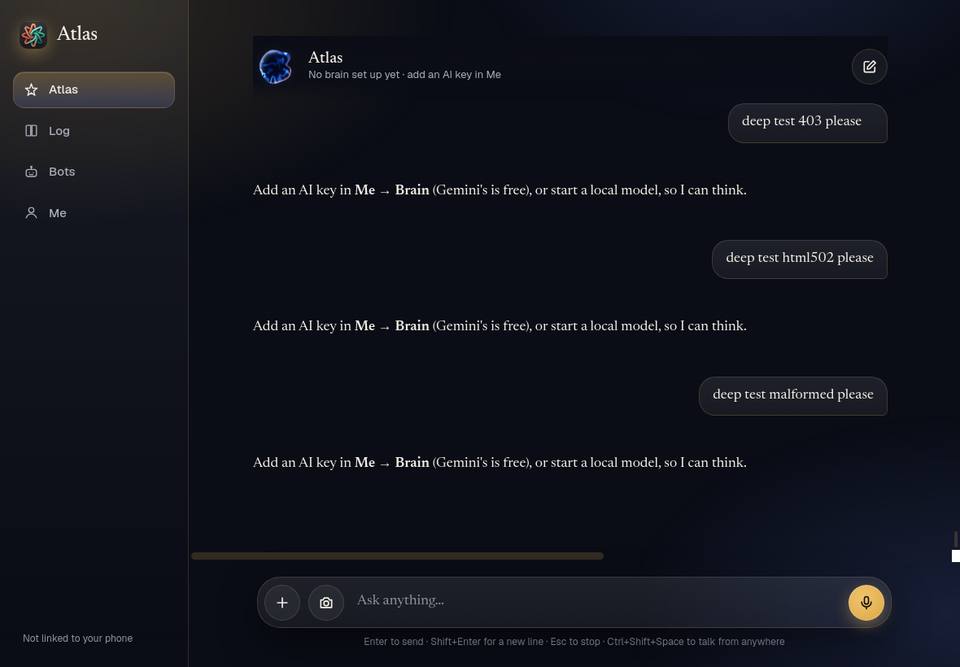 Atlas
Atlas
Log
Bots
Me
Not linked to your phone
Atlas
No brain set up yet · add an AI key in Me
deep test 403 please
Add an AI key in Me → Brain (Gemini's is free), or start a local model, so I can think.
deep test html502 please
Add an AI key in Me → Brain (Gemini's is free), or start a local model, so I can think.
deep test malformed please
Add an AI key in Me → Brain (Gemini's is free), or start a local model, so I can think.
Ask anything...
Enter to send · Shift+Enter for a new line · Esc to stop · Ctrl+Shift+Space to talk from anywhere